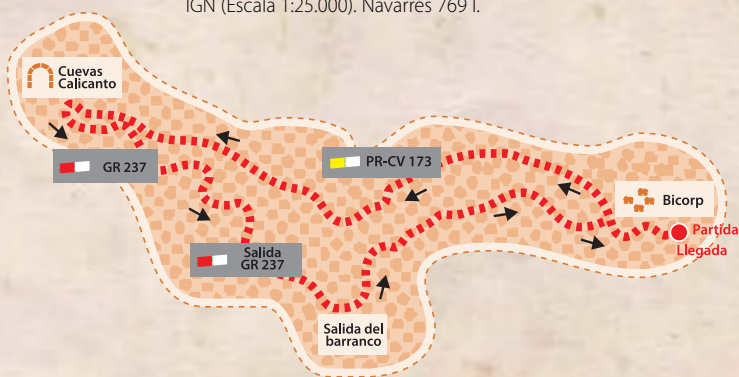 IGN (Escala 1:25.000). Navarrés 769 I.
Cuevas
Calicanto
GR 237
PR-CV 173
Bicorp
Partida
Llegada
Salida
GR 237
Salida del
barranco